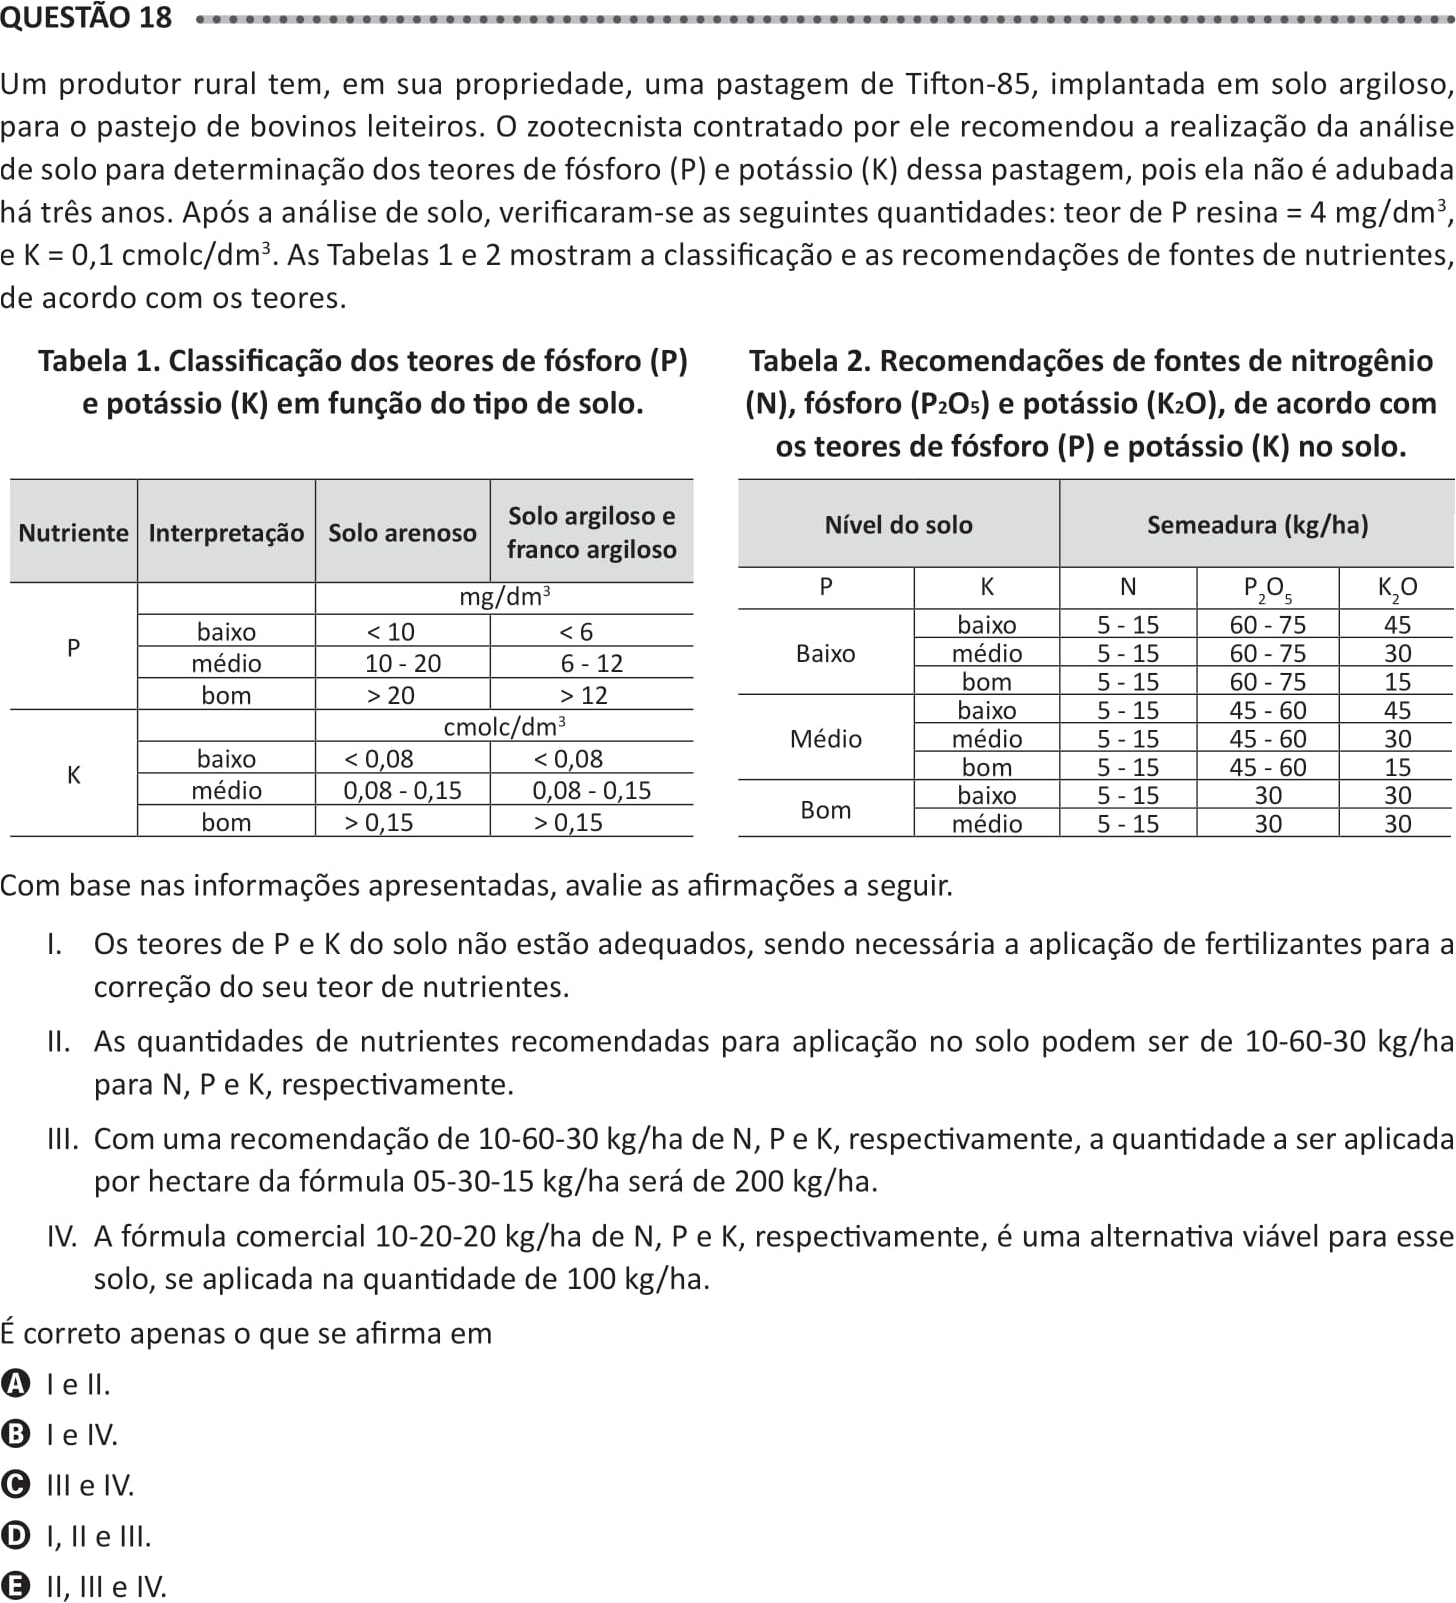 QUESTÃO 18
Um produtor rural tem, em sua propriedade, uma pastagem de Tifton-85, implantada em solo argiloso,
para o pastejo de bovinos leiteiros. O zootecnista contratado por ele recomendou a realização da análise
de solo para determinação dos teores de fósforo (P) e potássio (K) dessa pastagem, pois ela não é adubada
há três anos. Após a análise de solo, verificaram-se as seguintes quantidades: teor de P resina = 4 mg/dm³,
e K = 0,1 cmolc/dm³. As Tabelas 1 e 2 mostram a classificação e as recomendações de fontes de nutrientes,
de acordo com os teores.
Tabela 1. Classificação dos teores de fósforo (P)
e potássio (K) em função do tipo de solo.
Nutriente Interpretação Solo arenoso Solo argiloso e
franco argiloso
P
mg/dm³
baixo < 10 < 6
médio 10 - 20 6 - 12
bom > 20 > 12
K
cmolc/dm³
baixo < 0,08 < 0,08
médio 0,08 - 0,15 0,08 - 0,15
bom > 0,15 > 0,15
Tabela 2. Recomendações de fontes de nitrogênio
(N), fósforo (P₂O₅) e potássio (K₂O), de acordo com
os teores de fósforo (P) e potássio (K) no solo.
Nível do solo Semeadura (kg/ha)
P K N P₂O₅ K₂O
Baixo
baixo 5 - 15 60 - 75 45
médio 5 - 15 60 - 75 30
bom 5 - 15 60 - 75 15
Médio
baixo 5 - 15 45 - 60 45
médio 5 - 15 45 - 60 30
bom 5 - 15 45 - 60 15
Bom
baixo 5 - 15 30 30
médio 5 - 15 30 30
Com base nas informações apresentadas, avalie as afirmações a seguir.
I. Os teores de P e K do solo não estão adequados, sendo necessária a aplicação de fertilizantes para a
correção do seu teor de nutrientes.
II. As quantidades de nutrientes recomendadas para aplicação no solo podem ser de 10-60-30 kg/ha
para N, P e K, respectivamente.
III. Com uma recomendação de 10-60-30 kg/ha de N, P e K, respectivamente, a quantidade a ser aplicada
por hectare da fórmula 05-30-15 kg/ha será de 200 kg/ha.
IV. A fórmula comercial 10-20-20 kg/ha de N, P e K, respectivamente, é uma alternativa viável para esse
solo, se aplicada na quantidade de 100 kg/ha.
É correto apenas o que se afirma em
A I e II.
B I e IV.
C III e IV.
D I, II e III.
E II, III e IV.